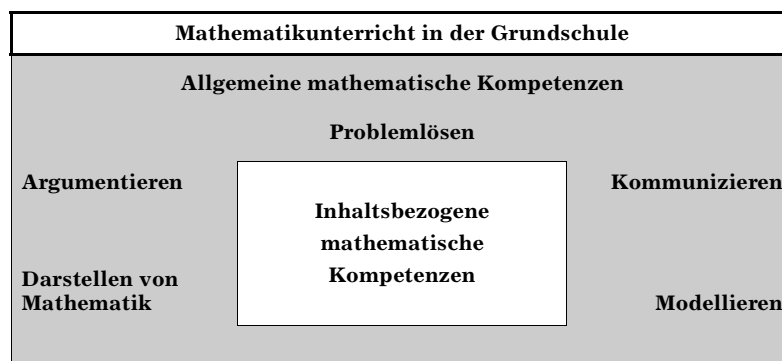 Mathematikunterricht in der Grundschule
Allgemeine mathematische Kompetenzen
Problemlösen
Argumentieren
Kommunizieren
Inhaltsbezogene
mathematische
Kompetenzen
Darstellen von
Mathematik
Modellieren